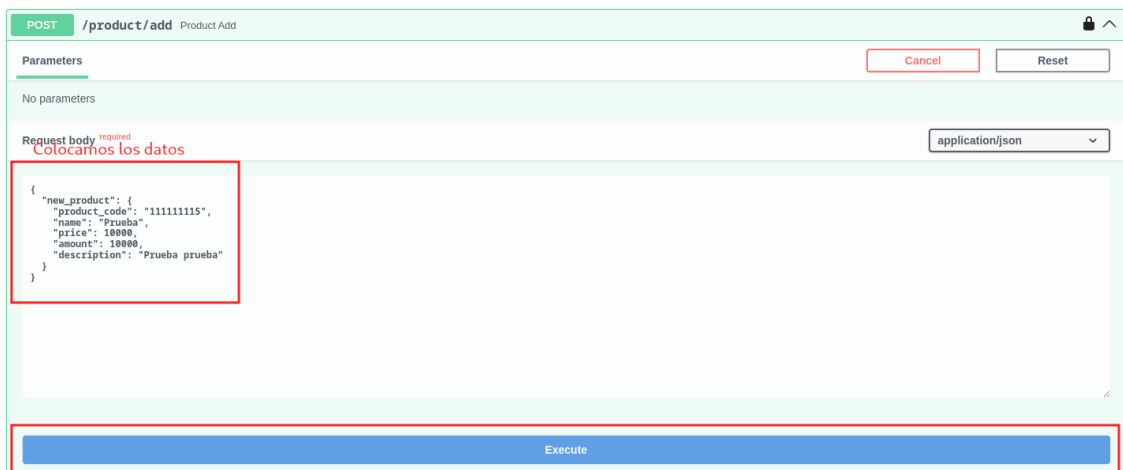 POST /product/add Product Add
Parameters Cancel Reset
No parameters
Request body required application/json
Colocamos los datos
{
  "new_product": {
    "product_code": "111111115",
    "name": "Prueba",
    "price": 10000,
    "amount": 10000,
    "description": "Prueba prueba"
  }
}
Execute